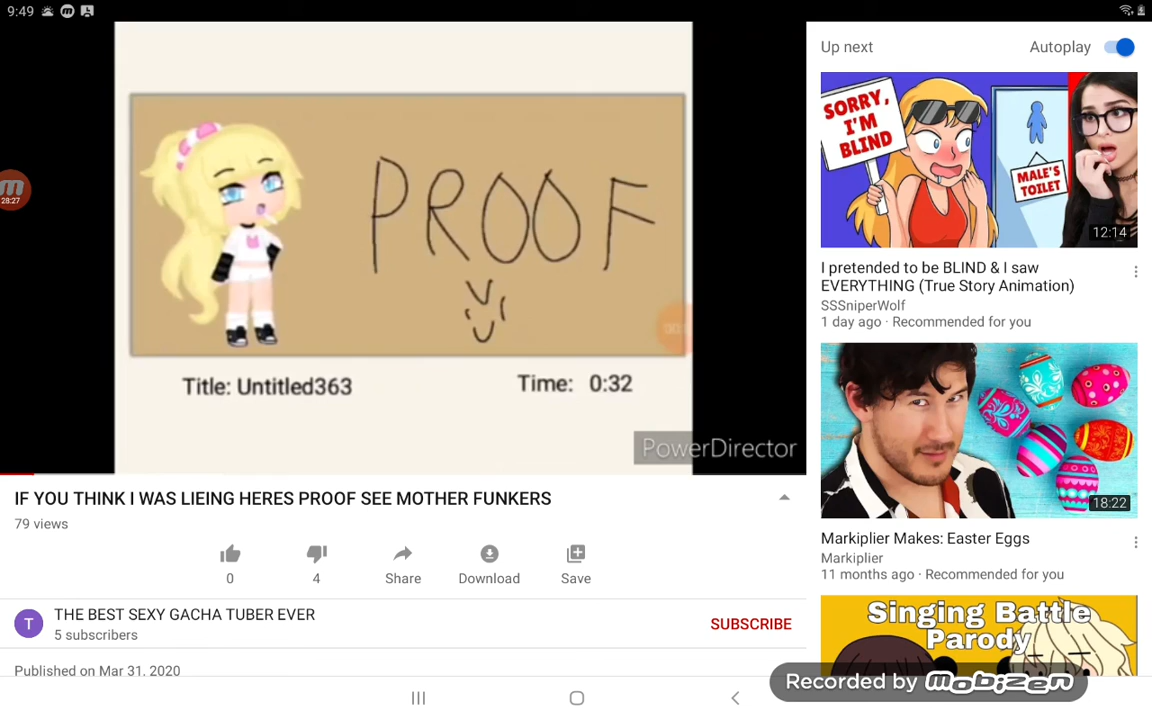 9:49
PROOF
Title: Untitled363
Time: 0:32
PowerDirector
28:27
IF YOU THINK I WAS LIEING HERES PROOF SEE MOTHER FUNKERS
79 views
0
4
Share
Download
Save
T
THE BEST SEXY GACHA TUBER EVER
5 subscribers
SUBSCRIBE
Published on Mar 31, 2020
Up next
Autoplay
SORRY,
I'M
BLIND
MALE'S
TOILET
12:14
I pretended to be BLIND & I saw
EVERYTHING (True Story Animation)
SSSniperWolf
1 day ago · Recommended for you
18:22
Markiplier Makes: Easter Eggs
Markiplier
11 months ago · Recommended for you
Singing Battle
Parody
Recorded by mobizen